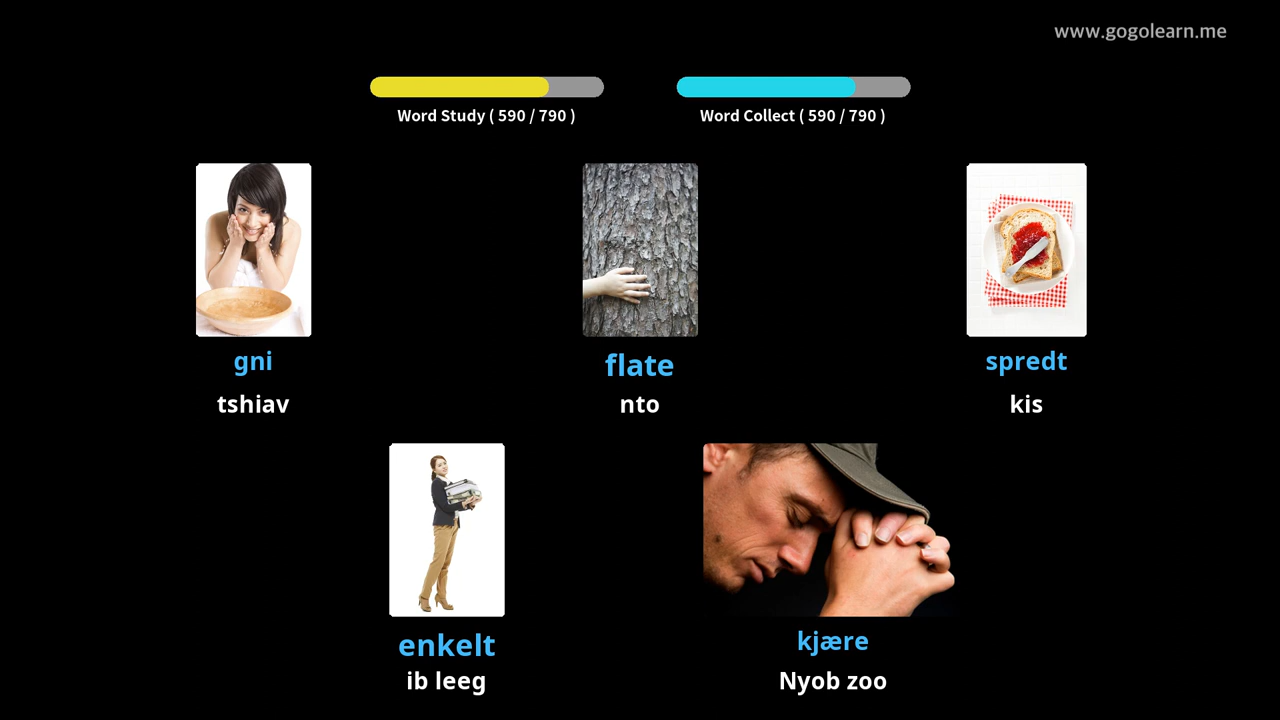 www.gogolearn.me
Word Study ( 590 / 790 )
Word Collect ( 590 / 790 )
gni
flate
spredt
tshiav
nto
kis
enkelt
kjære
ib leeg
Nyob zoo